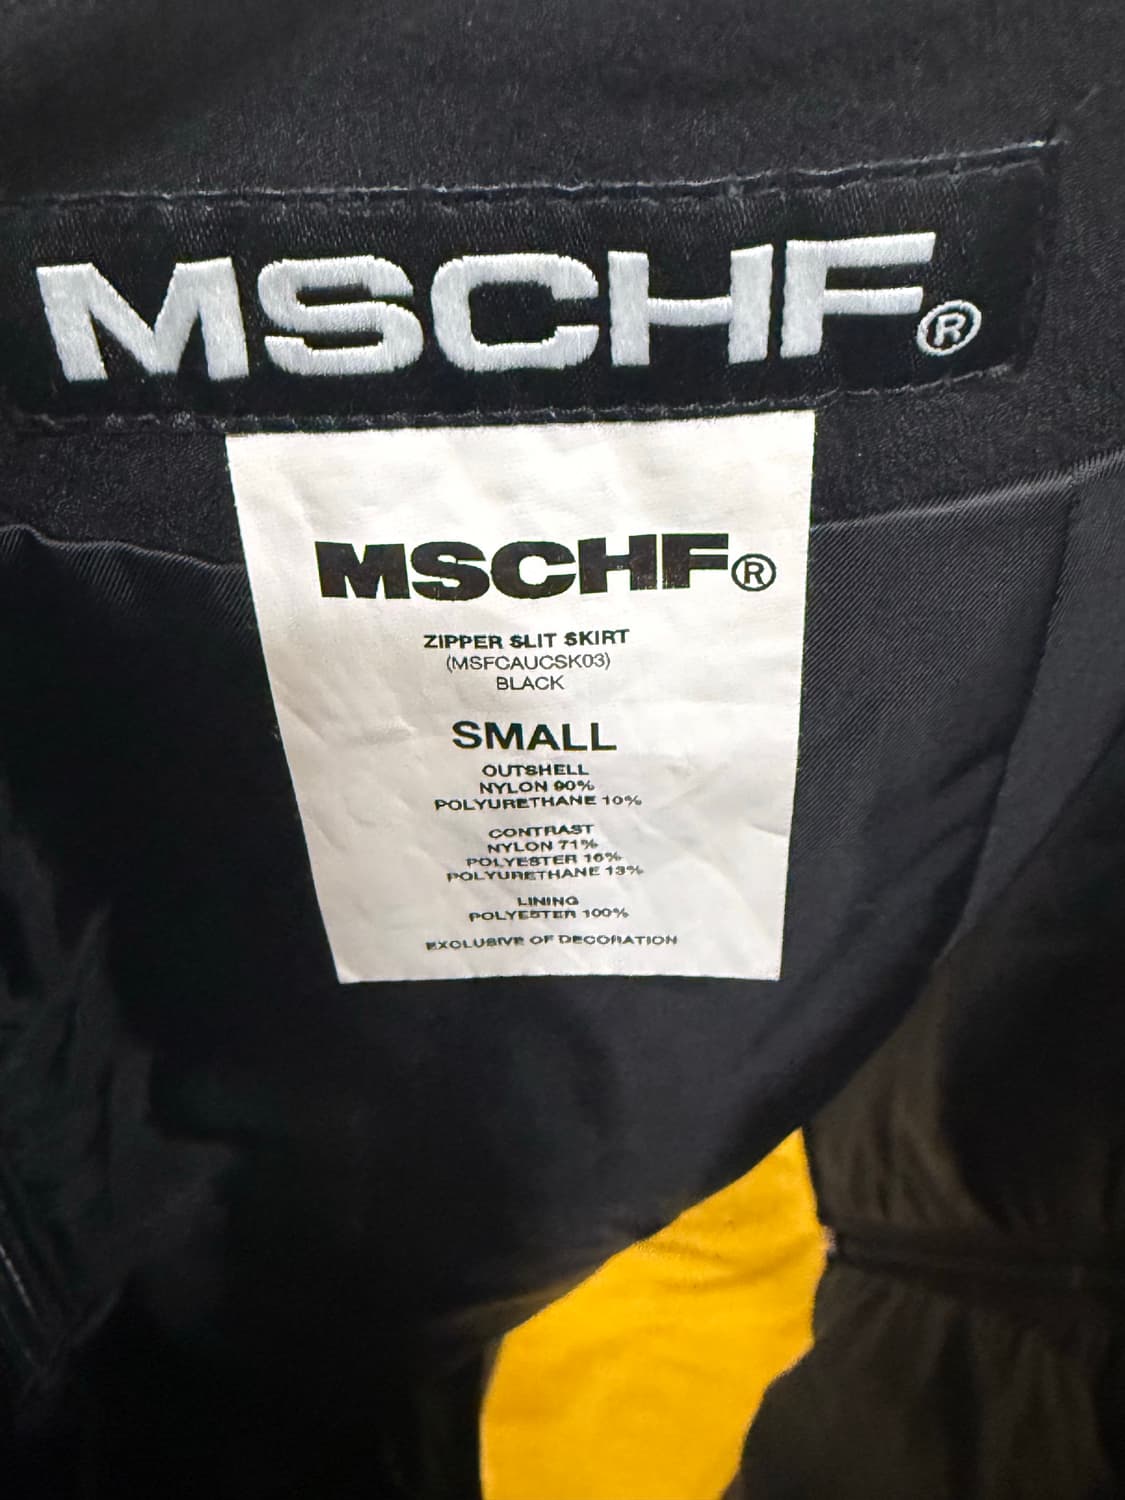 MSCHF®
MSCHF®
ZIPPER SLIT SKIRT
(MSFCAUCSK03)
BLACK
SMALL
OUTSHELL
NYLON 90%
POLYURETHANE 10%
CONTRAST
NYLON 71%
POLYESTER 16%
POLYURETHANE 13%
LINING
POLYESTER 100%
EXCLUSIVE OF DECORATION